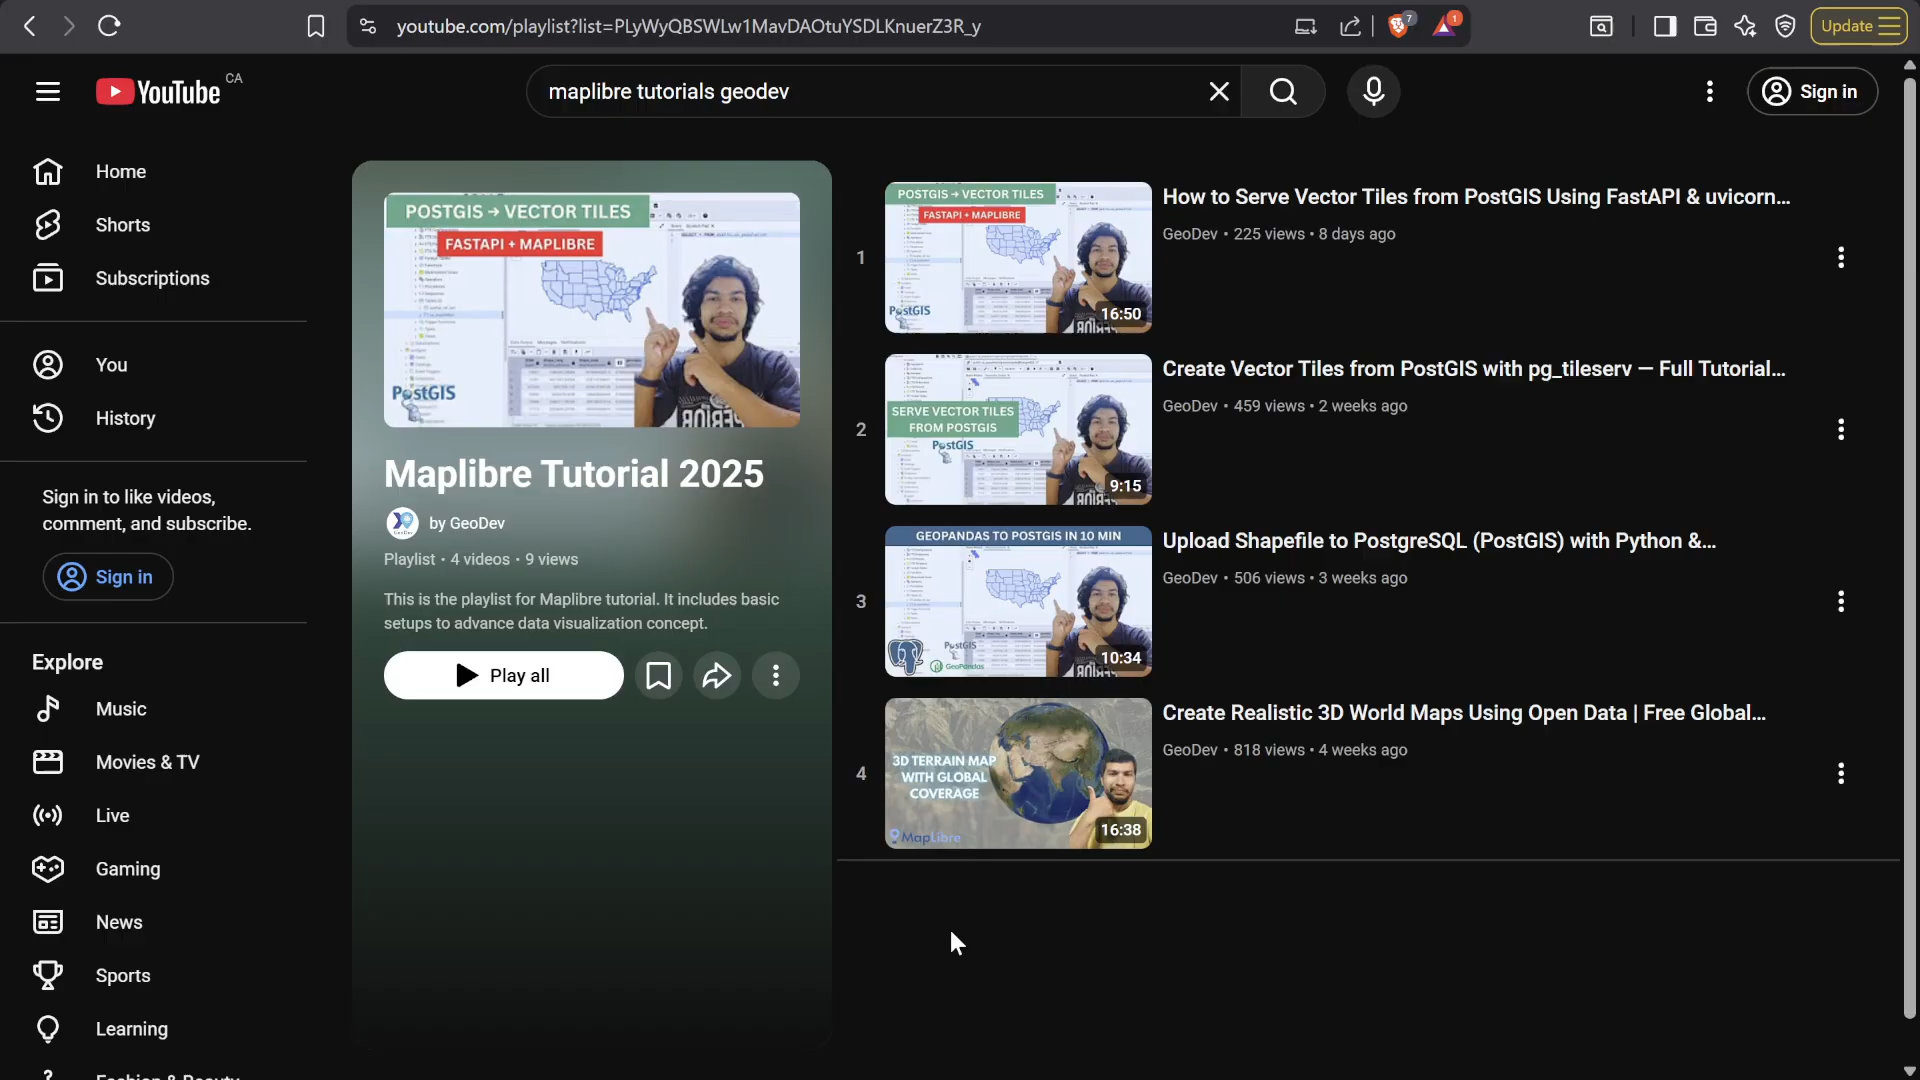 youtube.com/playlist?list=PLyWyQBSWLw1MavDAOtuYSDLKnuerZ3R_y
7
1
Update
YouTube CA
maplibre tutorials geodev
Sign in
Home
Shorts
Subscriptions
You
History
Sign in to like videos,
comment, and subscribe.
Sign in
Explore
Music
Movies & TV
Live
Gaming
News
Sports
Learning
Fashion & Beauty
POSTGIS → VECTOR TILES
FASTAPI + MAPLIBRE
PostGIS
Maplibre Tutorial 2025
by GeoDev
Playlist • 4 videos • 9 views
This is the playlist for Maplibre tutorial. It includes basic
setups to advance data visualization concept.
Play all
1
POSTGIS → VECTOR TILES
FASTAPI + MAPLIBRE
PostGIS
16:50
How to Serve Vector Tiles from PostGIS Using FastAPI & uvicorn...
GeoDev • 225 views • 8 days ago
2
SERVE VECTOR TILES
FROM POSTGIS
PostGIS
9:15
Create Vector Tiles from PostGIS with pg_tileserv — Full Tutorial...
GeoDev • 459 views • 2 weeks ago
3
GEOPANDAS TO POSTGIS IN 10 MIN
PostGIS
GeoPandas
10:34
Upload Shapefile to PostgreSQL (PostGIS) with Python &...
GeoDev • 506 views • 3 weeks ago
4
3D TERRAIN MAP
WITH GLOBAL
COVERAGE
MapLibre
16:38
Create Realistic 3D World Maps Using Open Data | Free Global...
GeoDev • 818 views • 4 weeks ago